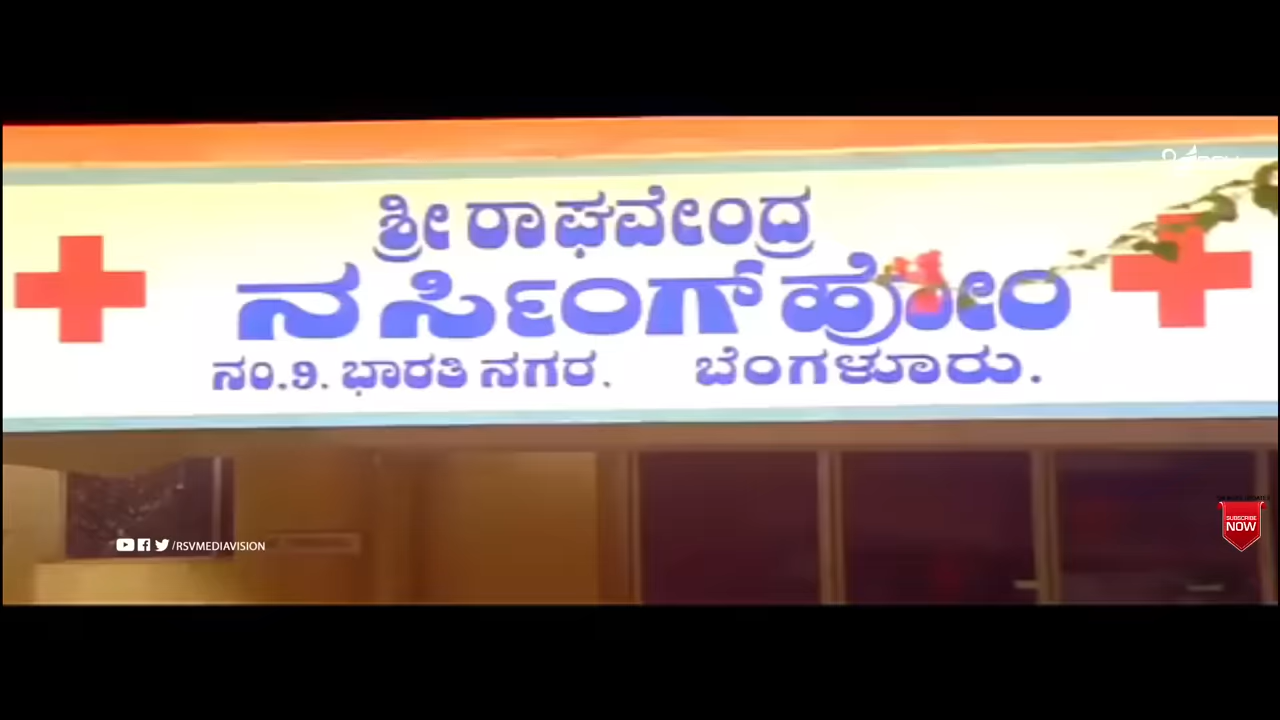 ಶ್ರೀ ರಾಘವೇಂದ್ರ
ನರ್ಸಿಂಗ್ ಹೋಂ
ನಂ.೨. ಭಾರತಿ ನಗರ. ಬೆಂಗಳೂರು.
/RSVMEDIAVISION
SUBSCRIBE
NOW